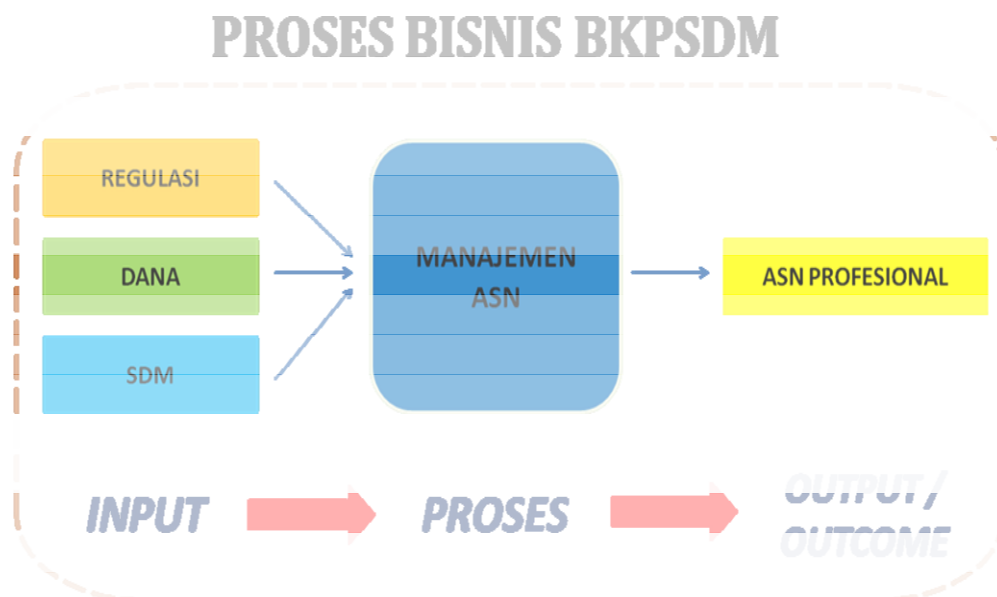 PROSES BISNIS BKPSDM
REGULASI
DANA
SDM
MANAJEMEN
ASN
ASN PROFESIONAL
INPUT
PROSES
OUTPUT /
OUTCOME